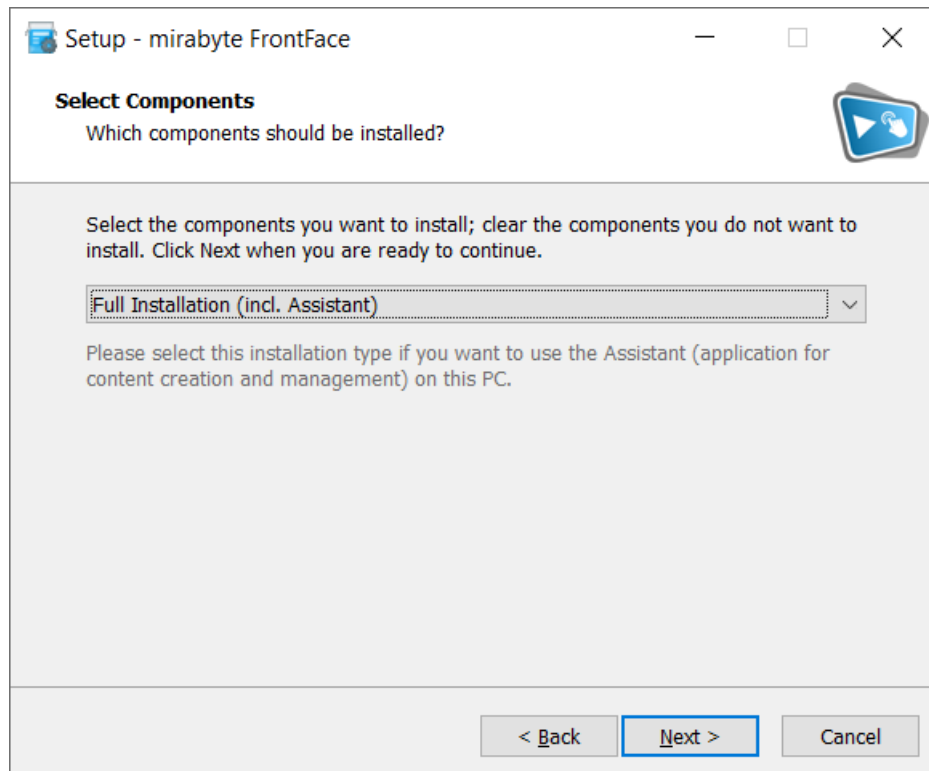 Setup - mirabyte FrontFace
Select Components
Which components should be installed?
Select the components you want to install; clear the components you do not want to
install. Click Next when you are ready to continue.
Full Installation (incl. Assistant)
Please select this installation type if you want to use the Assistant (application for
content creation and management) on this PC.
< Back
Next >
Cancel